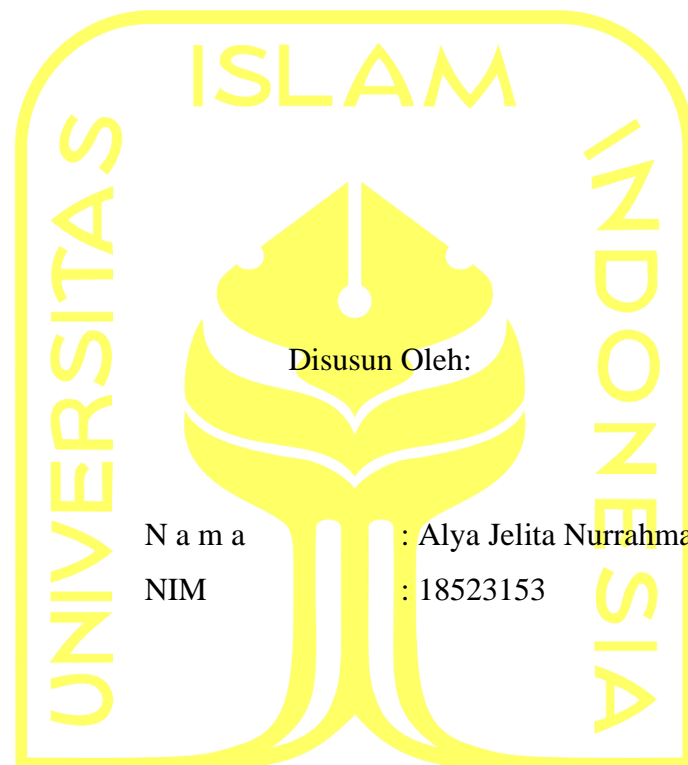 ISLAM
UNIVERSITAS
INDONESIA
Disusun Oleh:
N a m a : Alya Jelita Nurrahma
NIM : 18523153